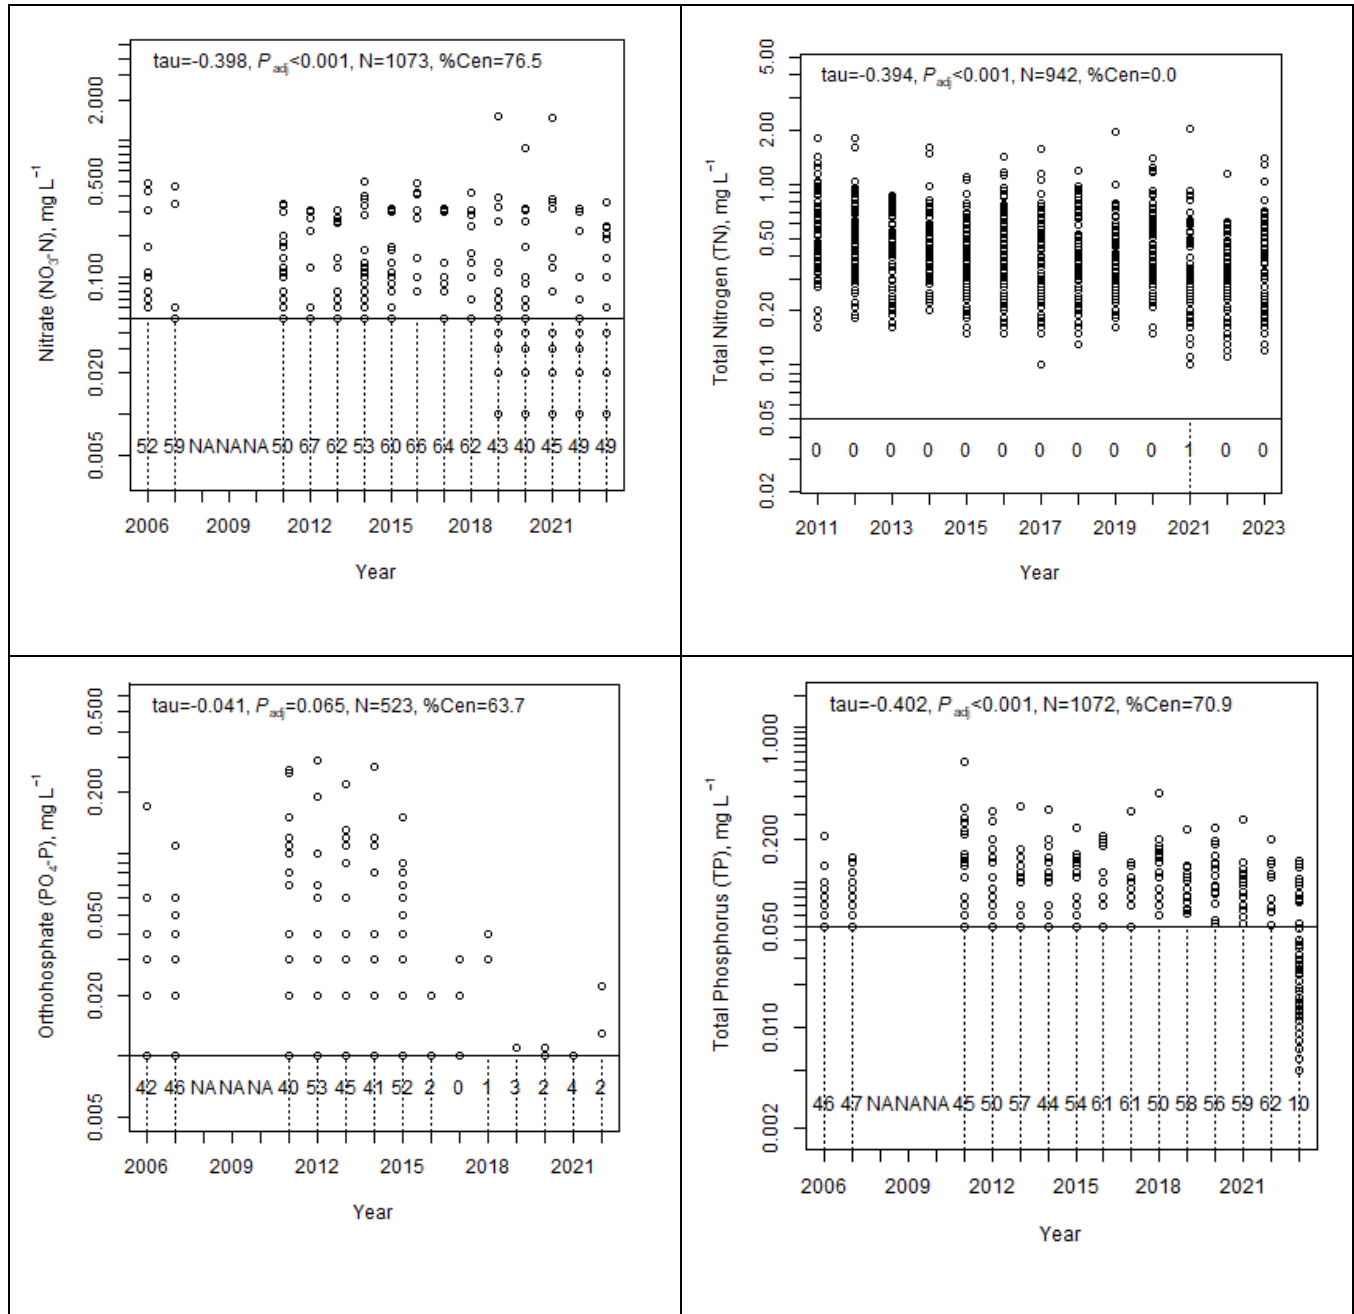 tau=-0.398, Padj<0.001, N=1073, %Cen=76.5
Nitrate (NO3-N), mg L−1
2.000
0.500
0.100
0.020
0.005
52 59 NA NA NA 50 67 62 53 60 66 64 62 43 40 45 49 49
2006 2009 2012 2015 2018 2021
Year
tau=-0.394, Padj<0.001, N=942, %Cen=0.0
Total Nitrogen (TN), mg L−1
5.00
2.00
1.00
0.50
0.20
0.10
0.05
0.02
0 0 0 0 0 0 0 0 0 0 1 0 0
2011 2013 2015 2017 2019 2021 2023
Year
tau=-0.041, Padj=0.065, N=523, %Cen=63.7
Orthohosphate (PO4-P), mg L−1
0.500
0.200
0.050
0.020
0.005
42 46 NA NA NA 40 53 45 41 52 2 0 1 3 2 4 2
2006 2009 2012 2015 2018 2021
Year
tau=-0.402, Padj<0.001, N=1072, %Cen=70.9
Total Phosphorus (TP), mg L−1
1.000
0.200
0.050
0.010
0.002
46 47 NA NA NA 45 50 57 44 54 61 61 50 58 56 59 62 10
2006 2009 2012 2015 2018 2021
Year